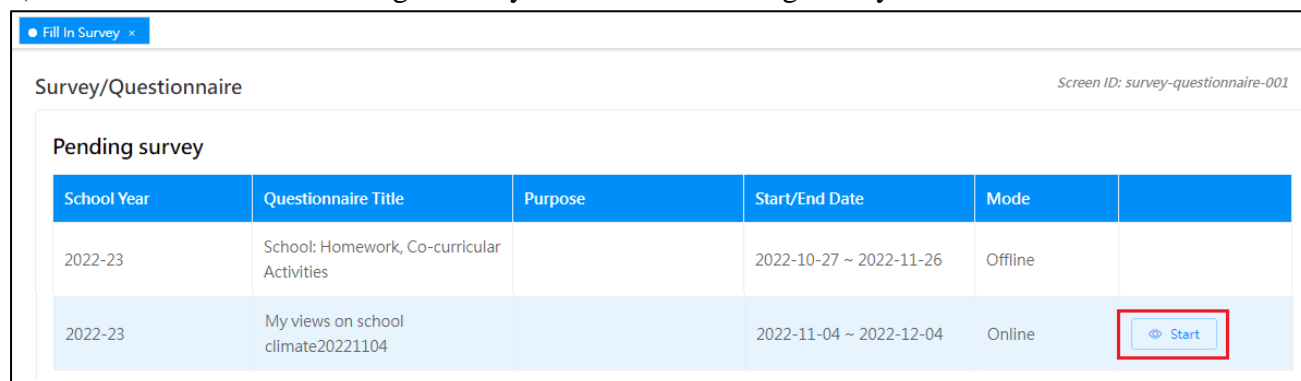 Fill In Survey ×
Survey/Questionnaire
Screen ID: survey-questionnaire-001
Pending survey
School Year Questionnaire Title Purpose Start/End Date Mode
2022-23 School: Homework, Co-curricular Activities 2022-10-27 ~ 2022-11-26 Offline
2022-23 My views on school climate20221104 2022-11-04 ~ 2022-12-04 Online Start